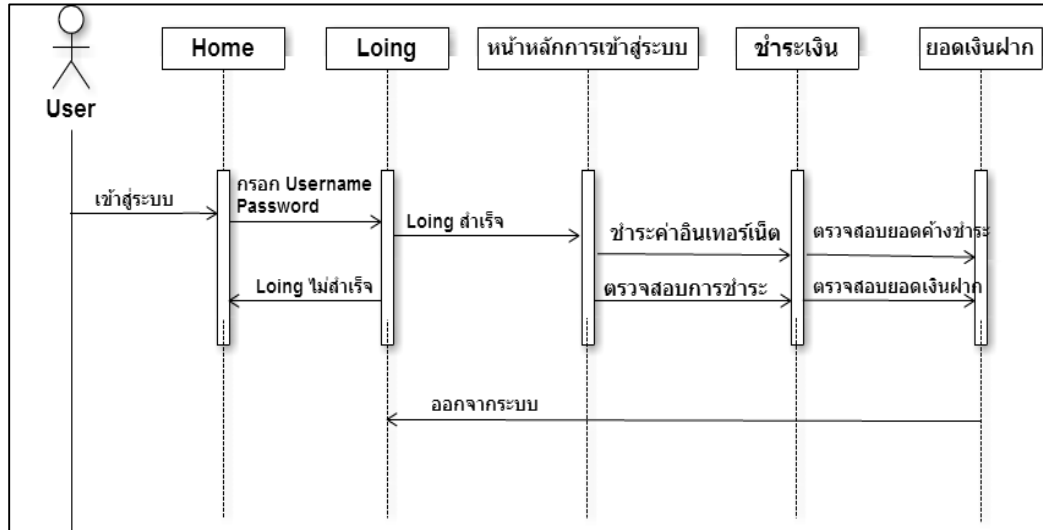 User
Home
Loing
หน้าหลักการเข้าสู่ระบบ
ชำระเงิน
ยอดเงินฝาก
เข้าสู่ระบบ
กรอก Username
Password
Loing สำเร็จ
ชำระค่าอินเทอร์เน็ต
ตรวจสอบยอดค้างชำระ
Loing ไม่สำเร็จ
ตรวจสอบการชำระ
ตรวจสอบยอดเงินฝาก
ออกจากระบบ